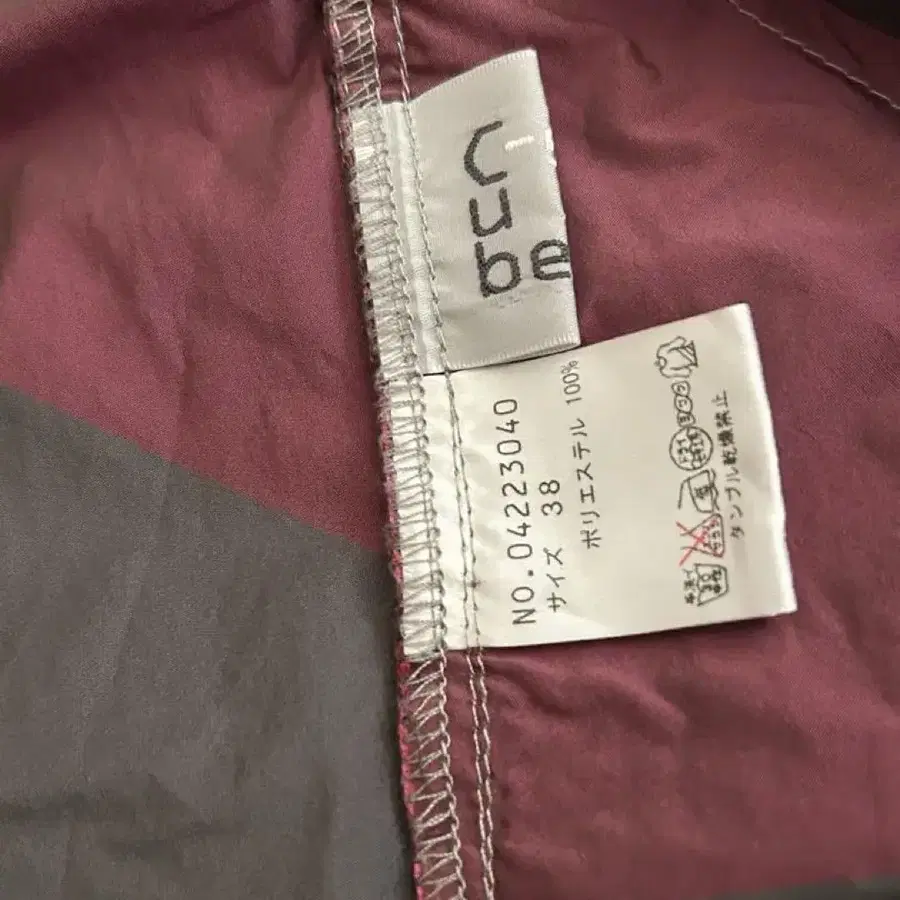 Cu
be
NO.04223040
サイズ 38
ポリエステル 100%
タンブル乾燥禁止